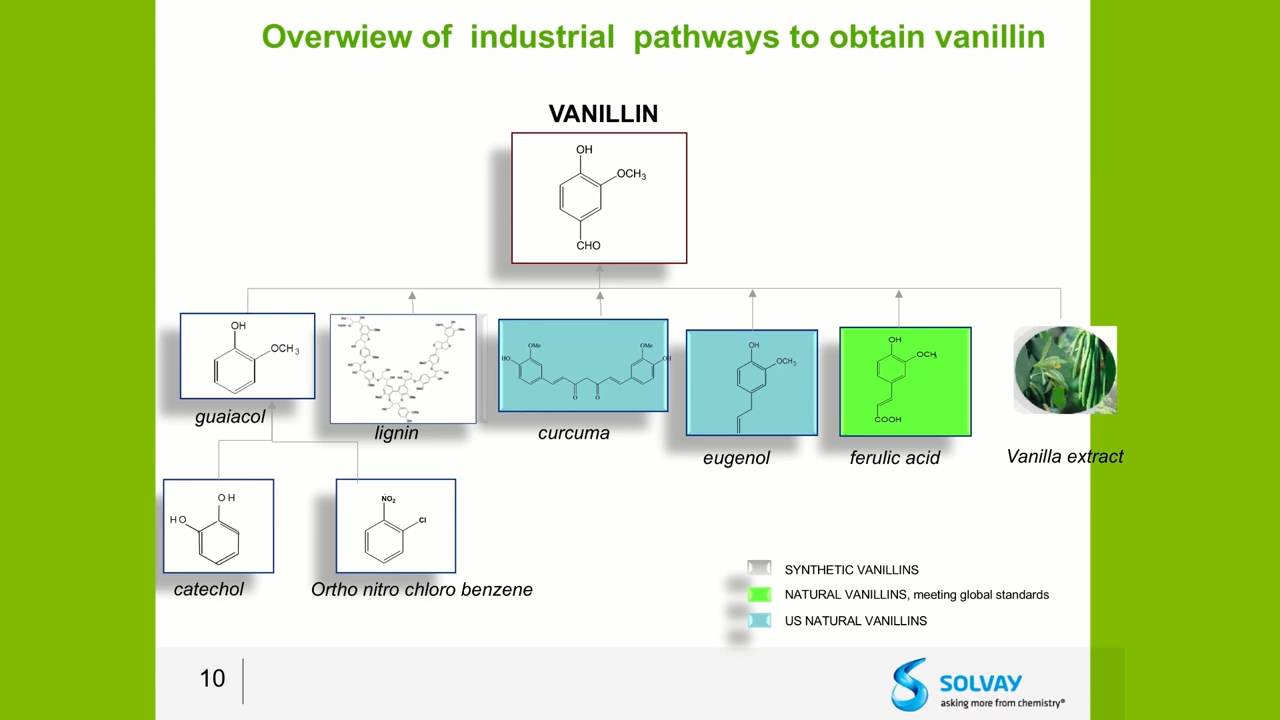 Overwiew of industrial pathways to obtain vanillin
VANILLIN
OH
OCH3
CHO
OH
OCH3
guaiacol
lignin
OMe
OMe
HO
OH
O
O
curcuma
OH
OCH3
eugenol
OH
OCH3
COOH
ferulic acid
Vanilla extract
OH
HO
catechol
NO2
Cl
Ortho nitro chloro benzene
SYNTHETIC VANILLINS
NATURAL VANILLINS, meeting global standards
US NATURAL VANILLINS
10
SOLVAY
asking more from chemistry®